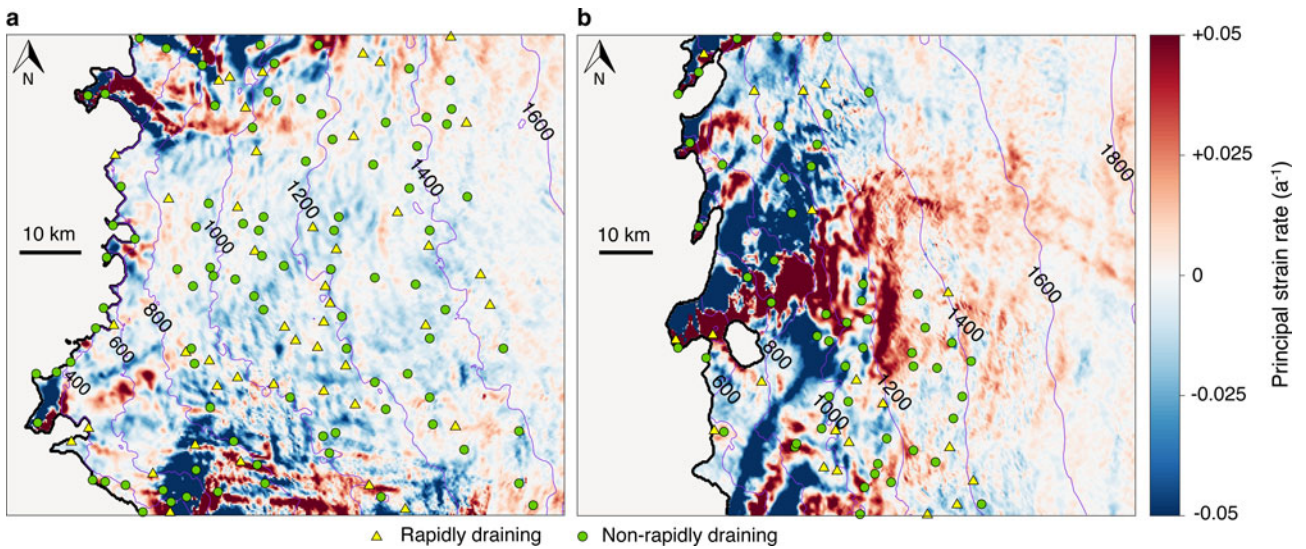 a
b
N
N
10 km
10 km
400
600
800
1000
1200
1400
1600
600
800
1000
1200
1400
1600
1800
+0.05
+0.025
0
-0.025
-0.05
Principal strain rate (a⁻¹)
Rapidly draining
Non-rapidly draining